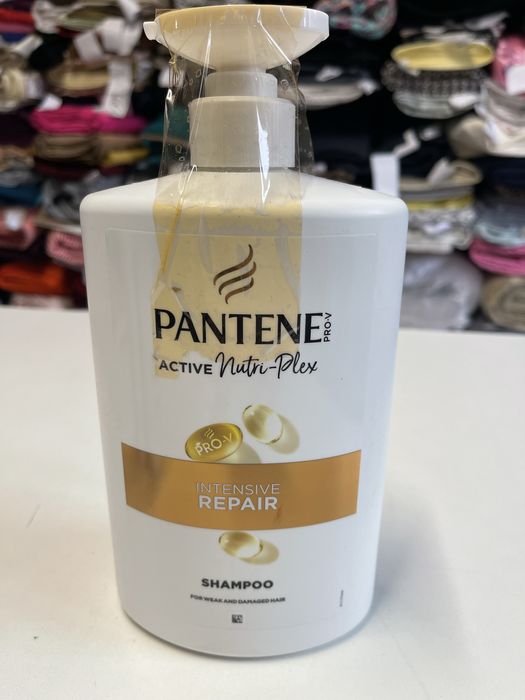 PANTENE PRO-V
ACTIVE Nutri-Plex
PRO-V
INTENSIVE
REPAIR
SHAMPOO
FOR WEAK AND DAMAGED HAIR